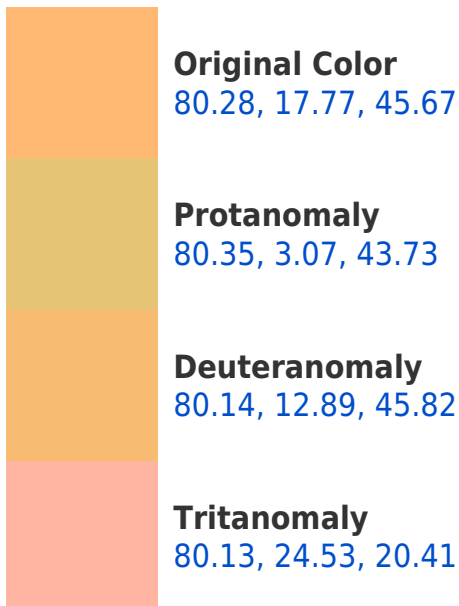 Original Color
80.28, 17.77, 45.67
Protanomaly
80.35, 3.07, 43.73
Deuteranomaly
80.14, 12.89, 45.82
Tritanomaly
80.13, 24.53, 20.41